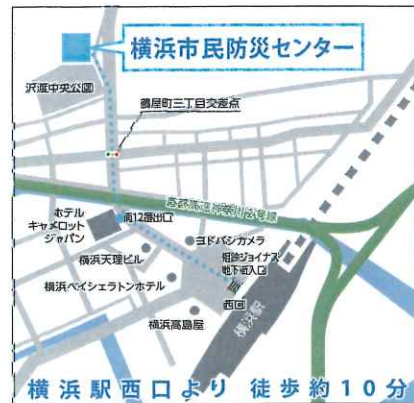 横浜市民防災センター
沢渡中央公園
鶴屋町三丁目交差点
首都高速神奈川2号線
ホテル
キャメロット
ジャパン
南12番出口
ヨドバシカメラ
横浜天理ビル
相鉄ジョイナス
地下街入口
横浜ベイシェラトンホテル
西口
横浜駅
横浜高島屋
横浜駅西口より 徒歩約10分